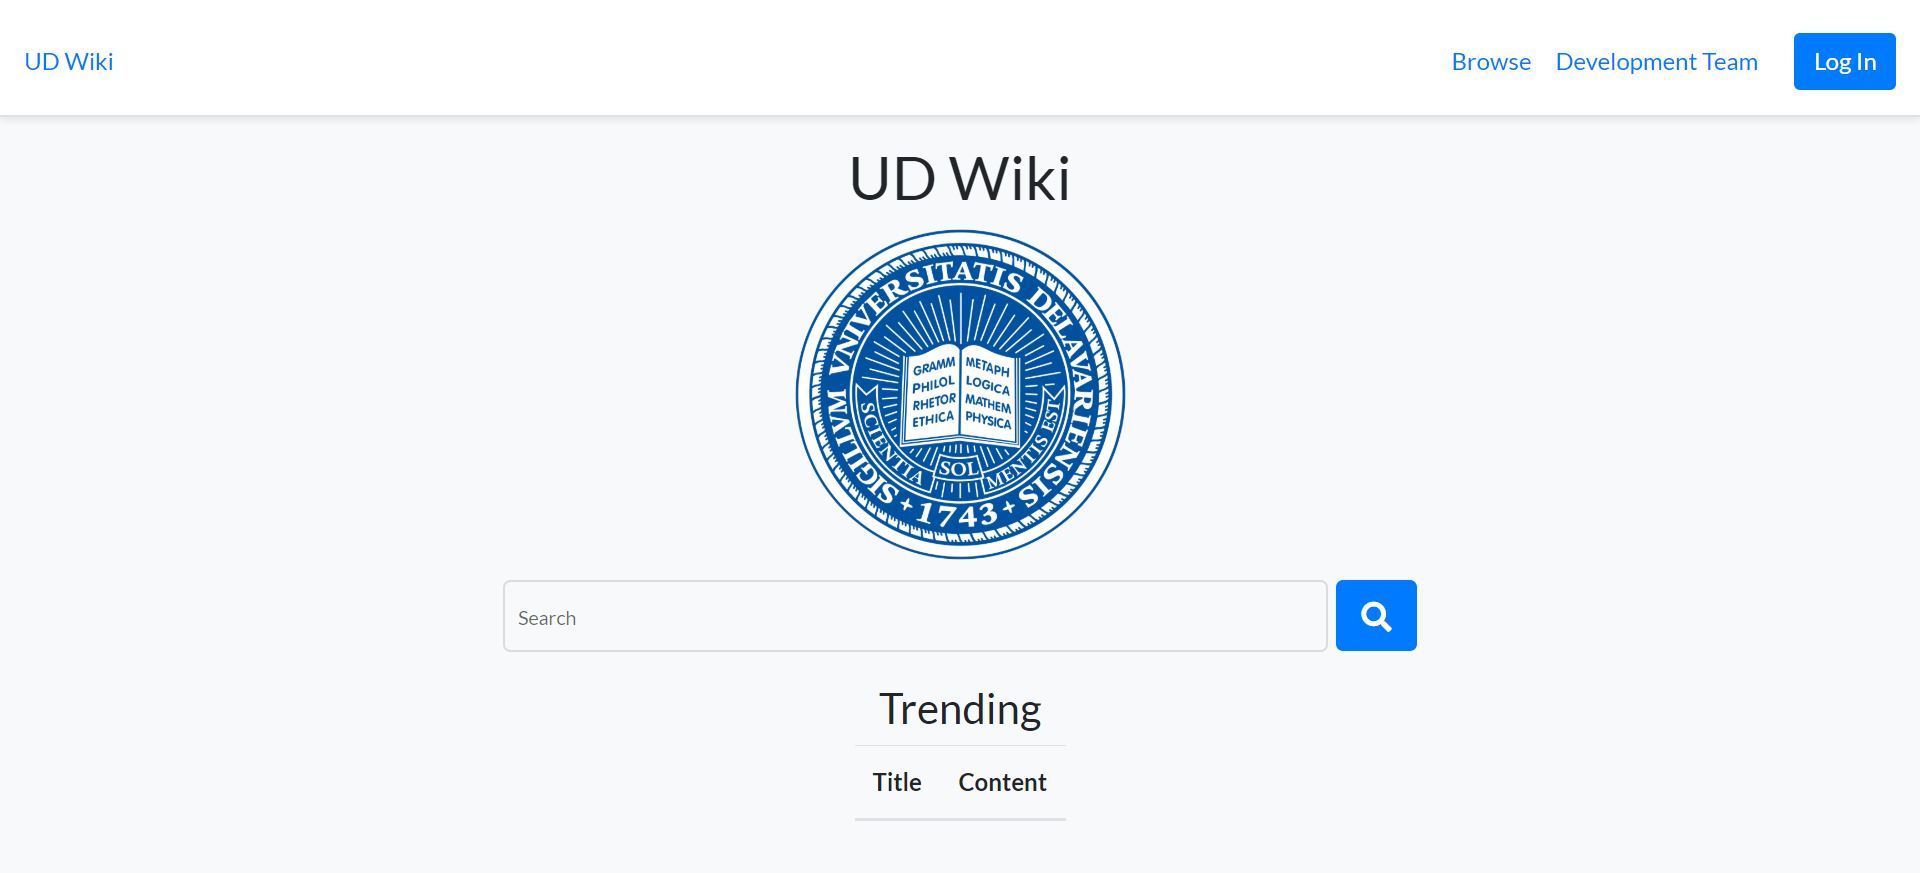 UD Wiki
Browse
Development Team
Log In
UD Wiki
SIGILLVM VNIVERSITATIS DELAVARIENSIS
GRAMM
PHILOL
RHETOR
ETHICA
METAPH
LOGICA
MATHEM
PHYSICA
SCIENTIA SOL MENTIS EST
+ 1743 +
Search
Trending
Title Content